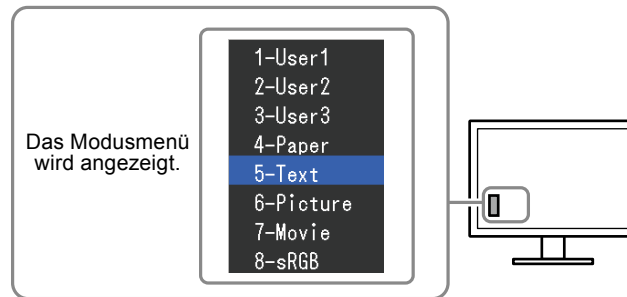 Das Modusmenü
wird angezeigt.
1-User1
2-User2
3-User3
4-Paper
5-Text
6-Picture
7-Movie
8-sRGB